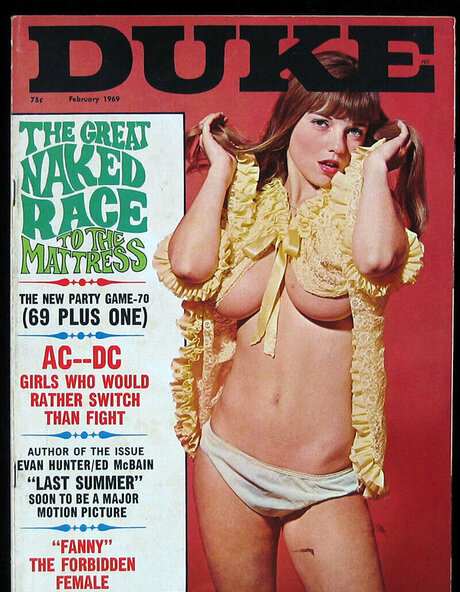 DUKE
PDC
75¢ February 1969
THE GREAT
NAKED
RACE
TO THE
MATTRESS
THE NEW PARTY GAME-70
(69 PLUS ONE)
AC--DC
GIRLS WHO WOULD
RATHER SWITCH
THAN FIGHT
AUTHOR OF THE ISSUE
EVAN HUNTER/ED McBAIN
"LAST SUMMER"
SOON TO BE A MAJOR
MOTION PICTURE
"FANNY"
THE FORBIDDEN
FEMALE